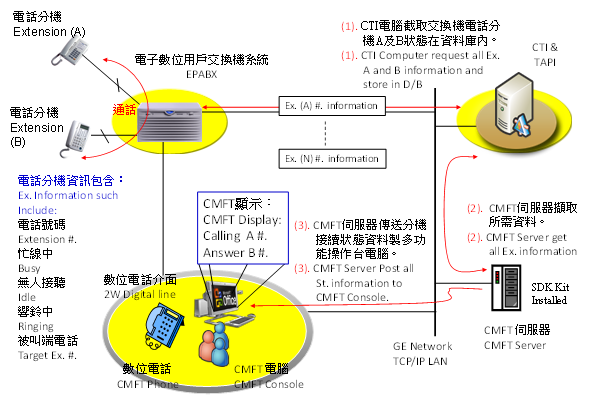 電話分機
Extension (A)
電子數位用戶交換機系統
EPABX
(1). CTI電腦截取交換機電話分
機A及B狀態在資料庫內。
(1). CTI Computer request all Ex.
A and B information and
store in D/B
CTI &
TAPI
電話分機
Extension
(B)
通話
Ex. (A) #. information
Ex. (N) #. information
電話分機資訊包含：
Ex. Information such
Include:
電話號碼
Extension #.
忙線中
Busy
無人接聽
Idle
響鈴中
Ringing
被叫端電話
Target Ex. #.
CMFT顯示：
CMFT Display:
Calling A #.
Answer B #.
(3). CMFT伺服器傳送分機
接續狀態資料製多功
能操作台電腦。
(3). CMFT Server Post all
St. information to
CMFT Console.
(2). CMFT伺服器擷取
所需資料。
(2). CMFT Server get
all Ex. information
數位電話介面
2W Digital line
Office
數位電話
CMFT Phone
CMFT 電腦
CMFT Console
GE Network
TCP/IP LAN
SDK Kit
Installed
CMFT 伺服器
CMFT Server